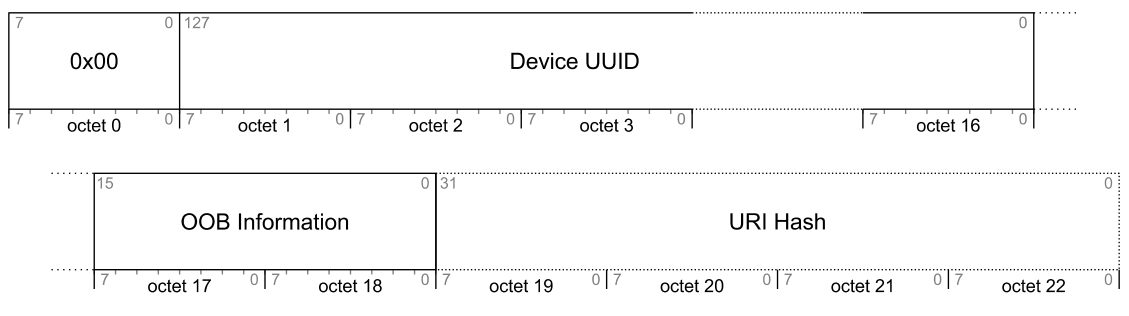 7 0 127 0
0x00 Device UUID
7 0 7 0 7 0 7 0 7 0
octet 0 octet 1 octet 2 octet 3 octet 16
15 0 31 0
OOB Information URI Hash
7 0 7 0 7 0 7 0 7 0 7 0
octet 17 octet 18 octet 19 octet 20 octet 21 octet 22